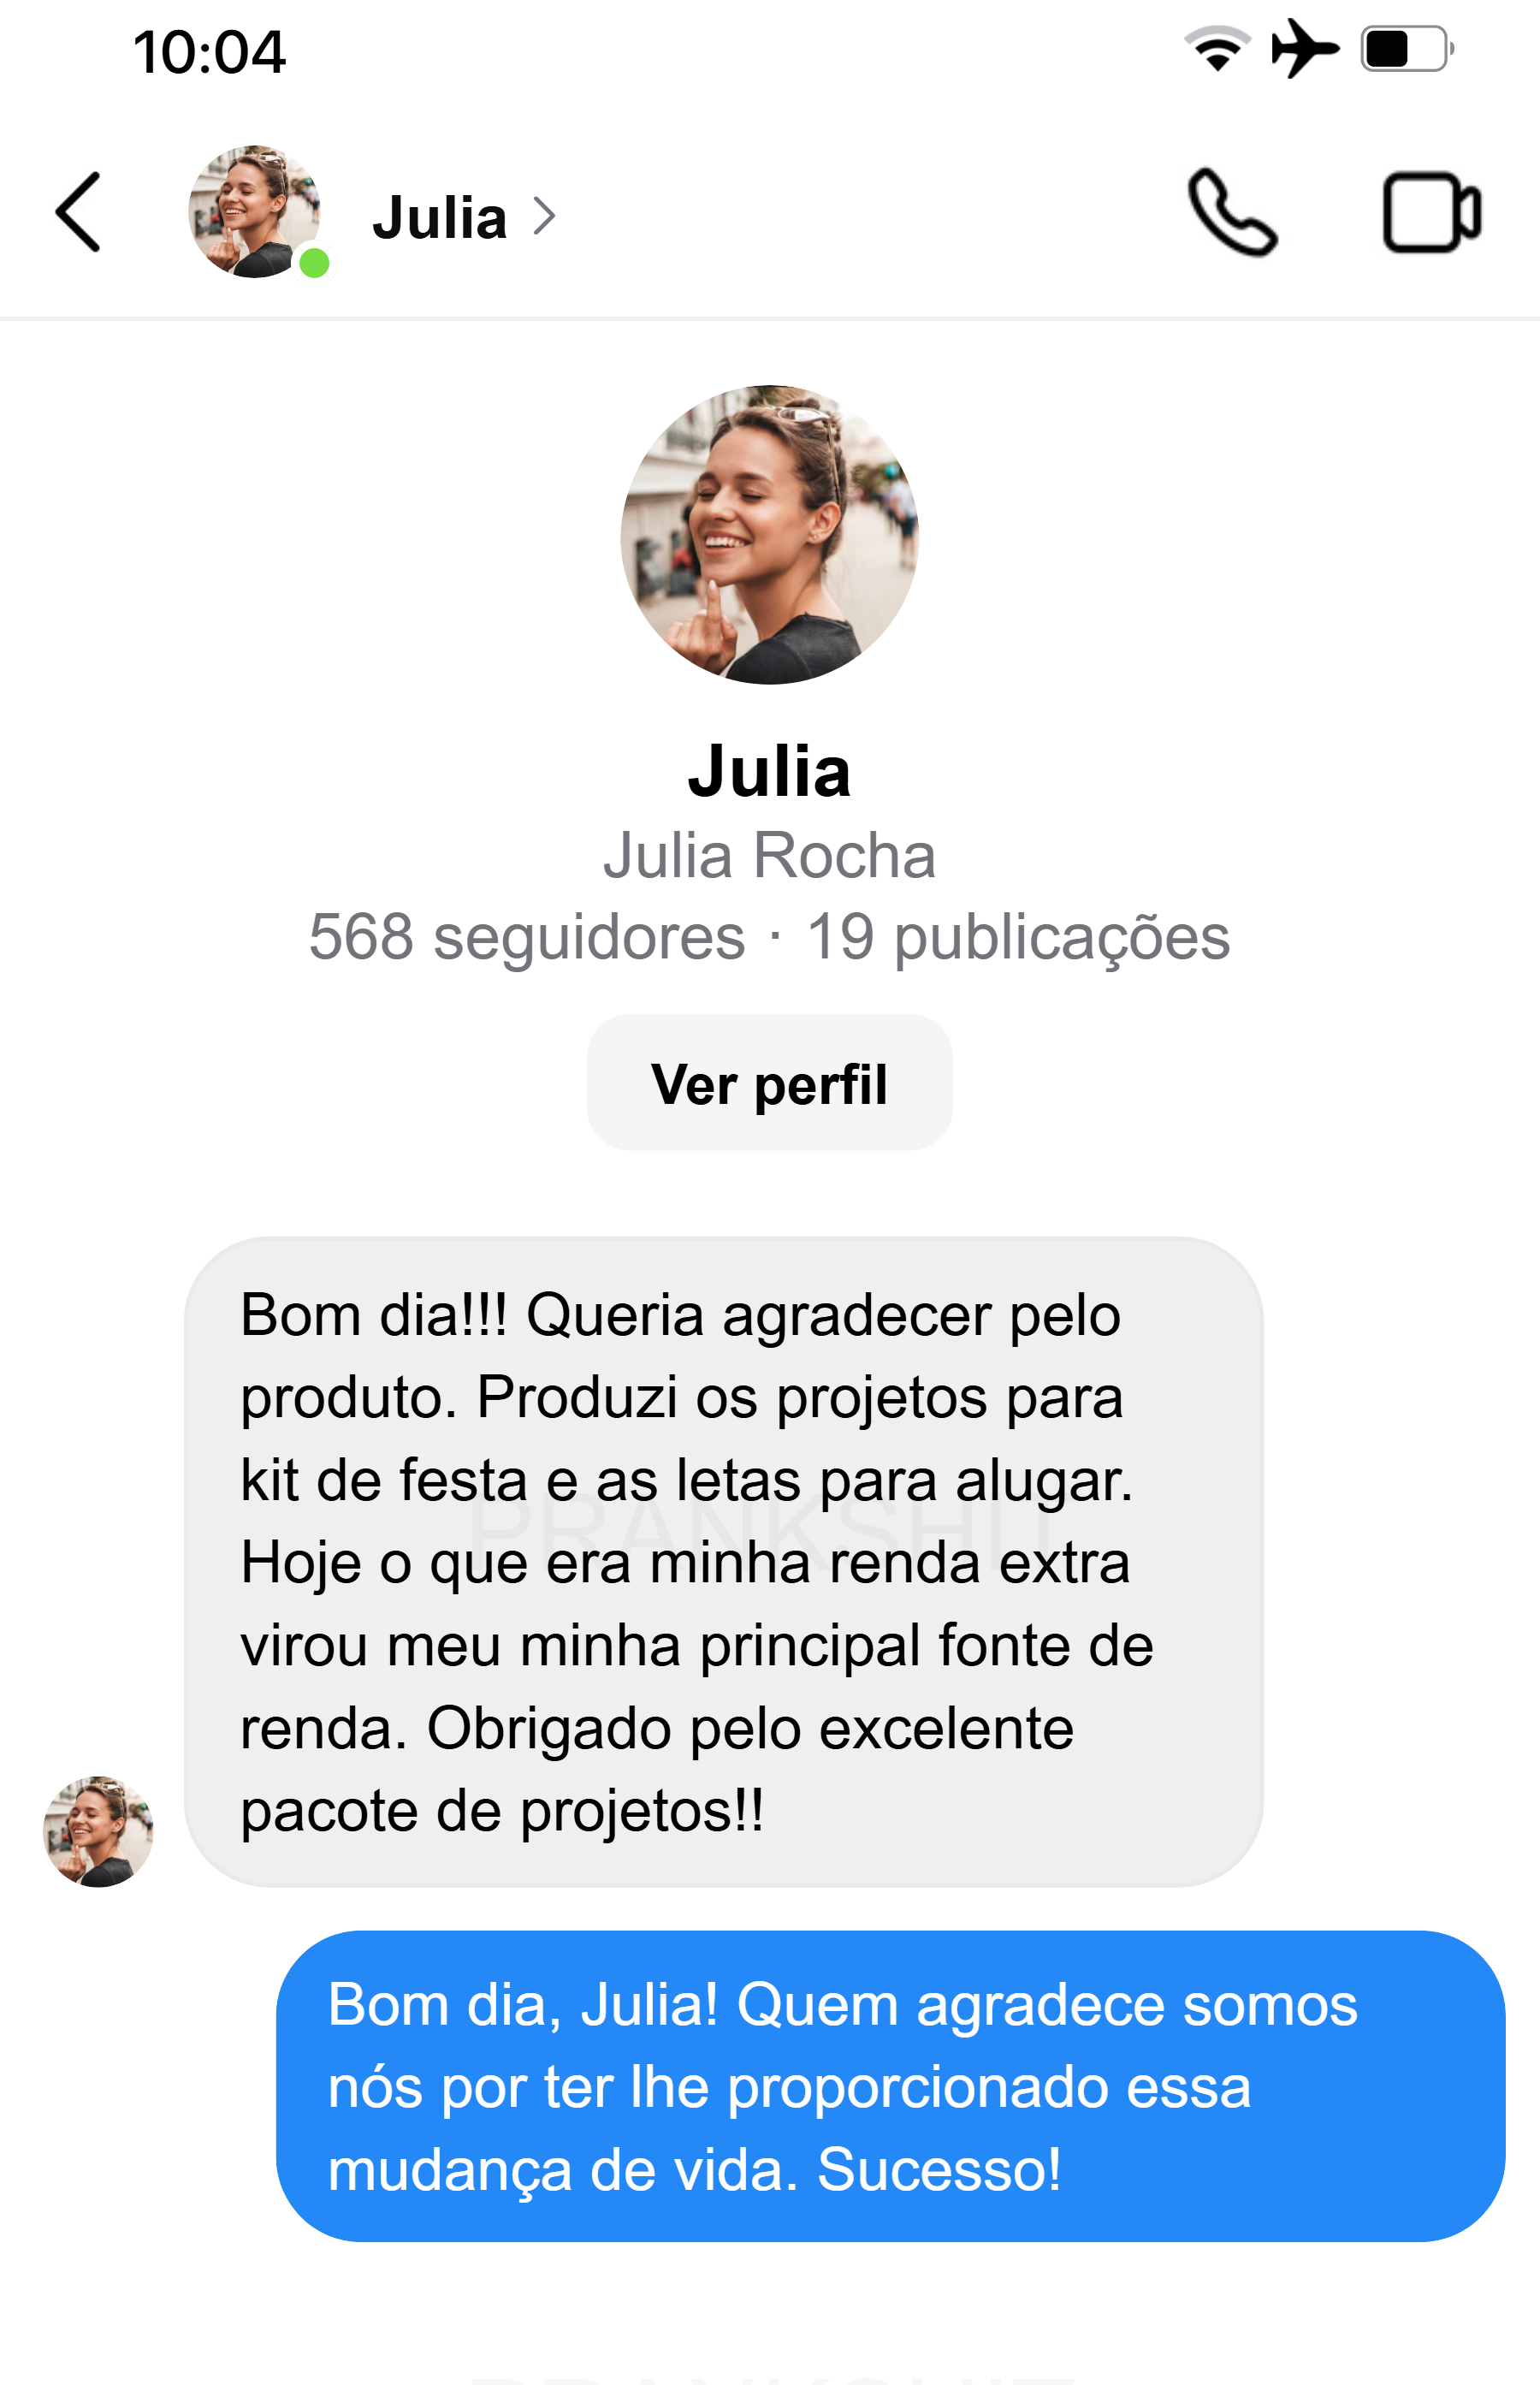 10:04
Julia
Julia
Julia Rocha
568 seguidores · 19 publicações
Ver perfil
Bom dia!!! Queria agradecer pelo
produto. Produzi os projetos para
kit de festa e as letas para alugar.
PRANKSHIT
Hoje o que era minha renda extra
virou meu minha principal fonte de
renda. Obrigado pelo excelente
pacote de projetos!!
Bom dia, Julia! Quem agradece somos
nós por ter lhe proporcionado essa
mudança de vida. Sucesso!
PRANKSHIT